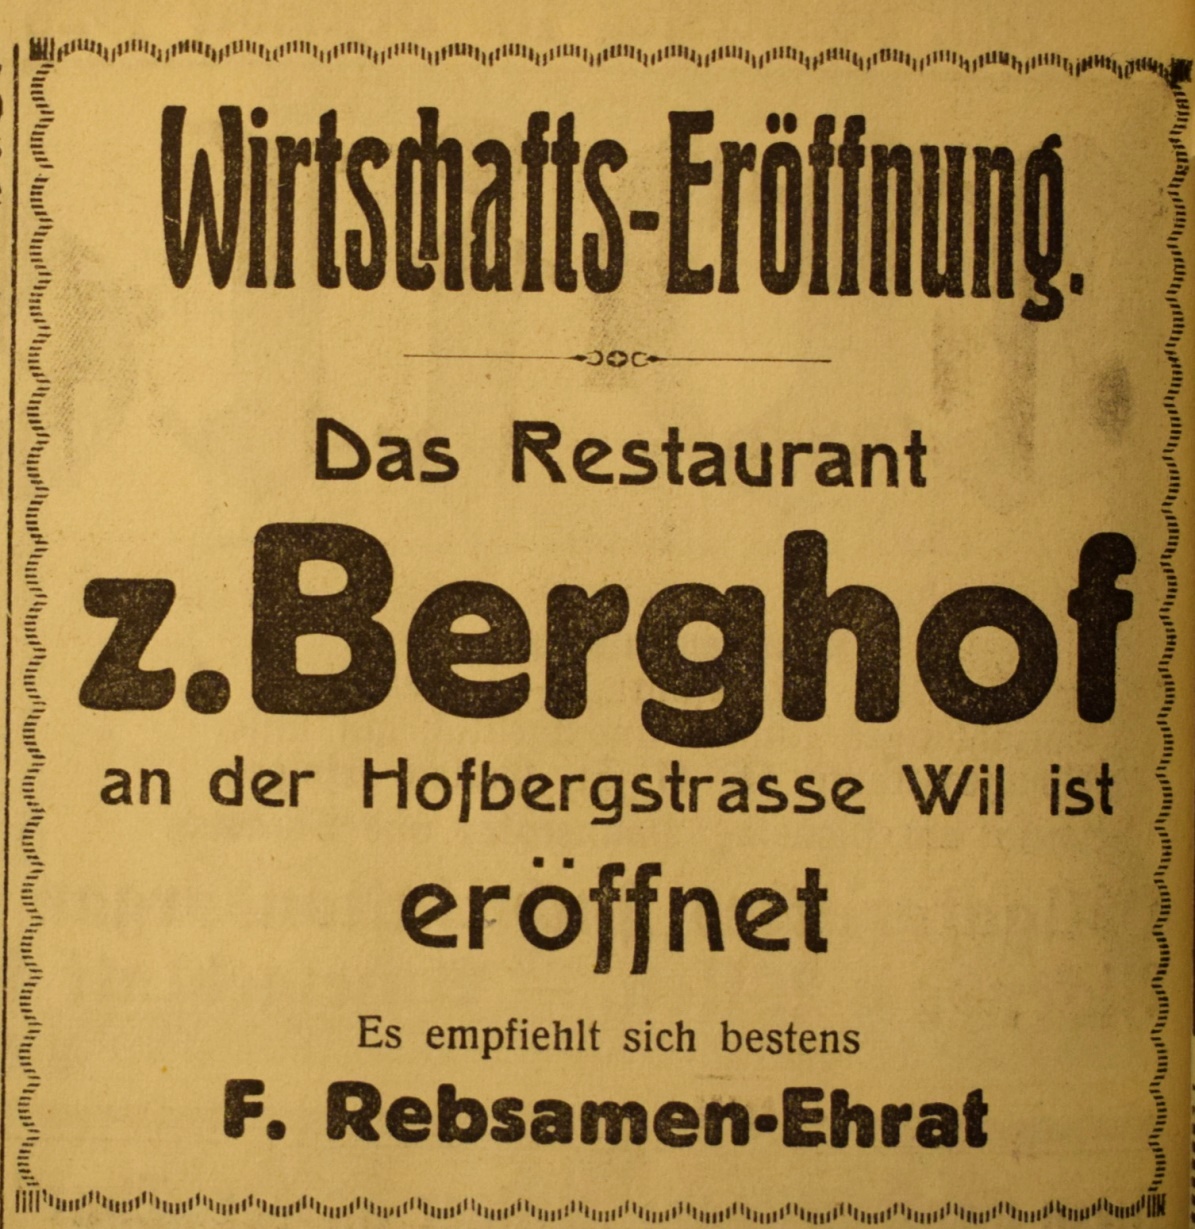 Wirtschafts-Eröffnung.
Das Restaurant
z. Berghof
an der Hofbergstrasse Wil ist
eröffnet
Es empfiehlt sich bestens
F. Rebsamen-Ehrat